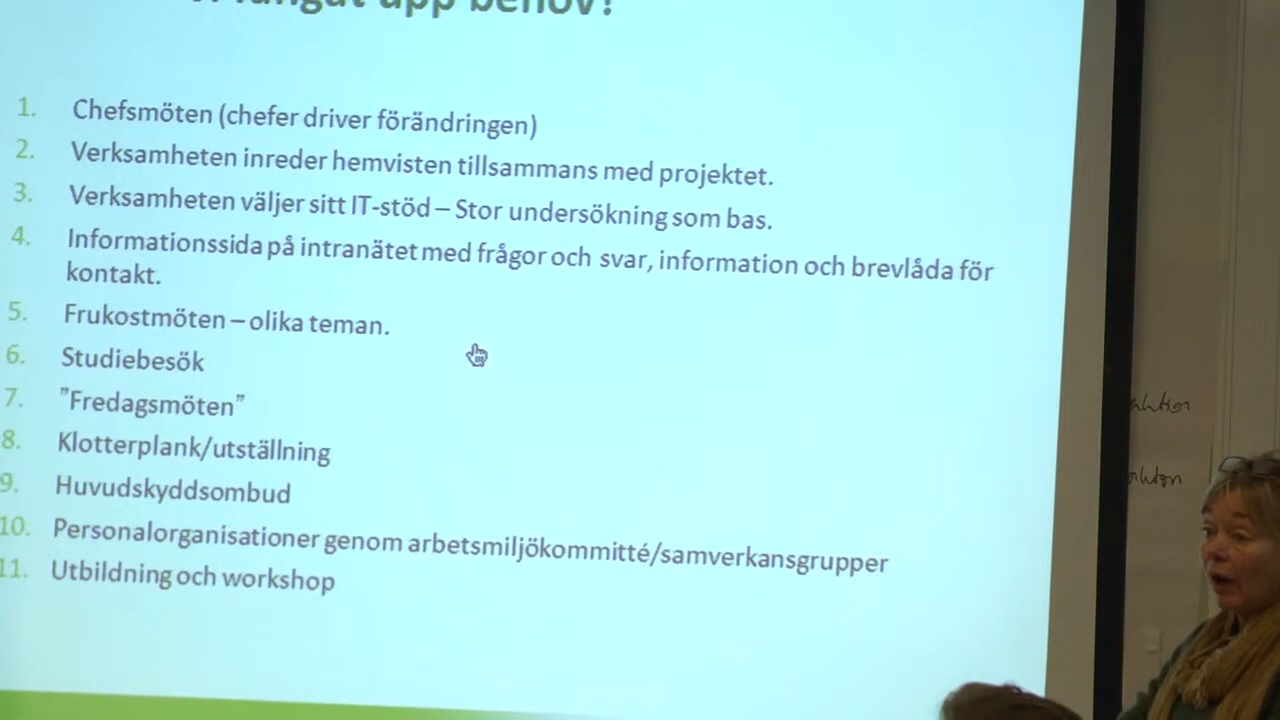 fångat upp behov?
1. Chefsmöten (chefer driver förändringen)
2. Verksamheten inreder hemvisten tillsammans med projektet.
3. Verksamheten väljer sitt IT-stöd – Stor undersökning som bas.
4. Informationssida på intranätet med frågor och svar, information och brevlåda för
kontakt.
5. Frukostmöten – olika teman.
6. Studiebesök
7. ”Fredagsmöten”
8. Klotterplank/utställning
9. Huvudskyddsombud
10. Personalorganisationer genom arbetsmiljökommitté/samverkansgrupper
11. Utbildning och workshop